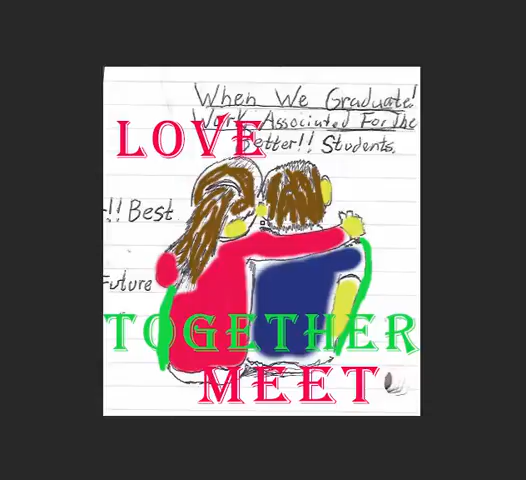 When We Graduate!
Work Associated For The
LOVE
Better!! Students.
!! Best
Future
TOGETHER
MEET